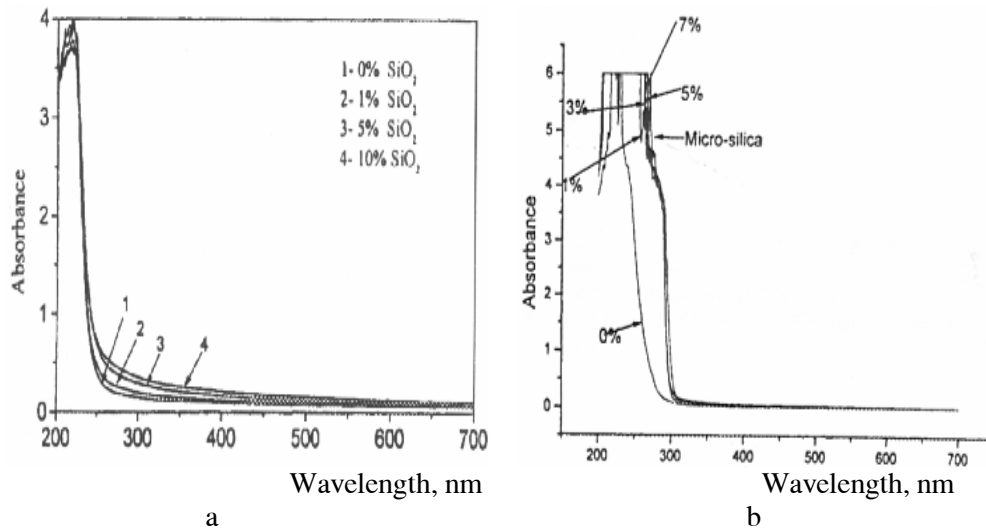 4
3
2
1
0
Absorbance
200 300 400 500 600 700
1- 0% SiO2
2- 1% SiO2
3- 5% SiO2
4- 10% SiO2
1
2
3
4
Wavelength, nm
a
6
5
4
3
2
1
0
Absorbance
200 300 400 500 600 700
7%
5%
3%
Micro-silica
1%
0%
Wavelength, nm
b